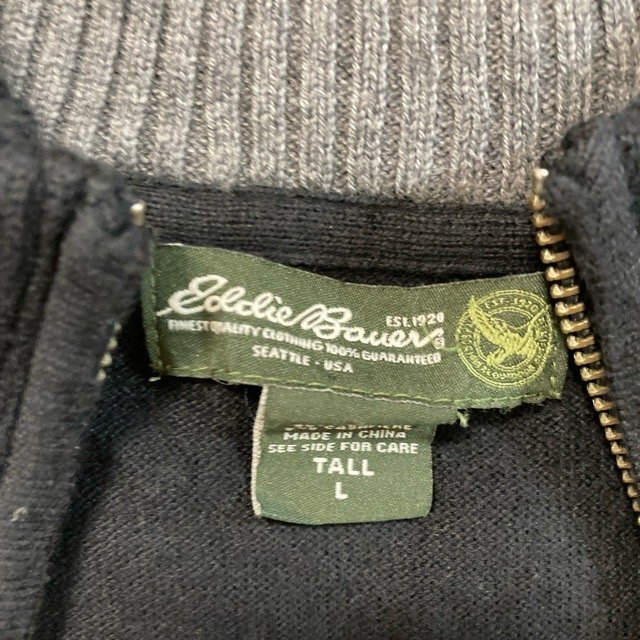 Eddie Bauer
EST. 1920
FINEST QUALITY CLOTHING 100% GUARANTEED
SEATTLE · USA
MADE IN CHINA
SEE SIDE FOR CARE
TALL
L